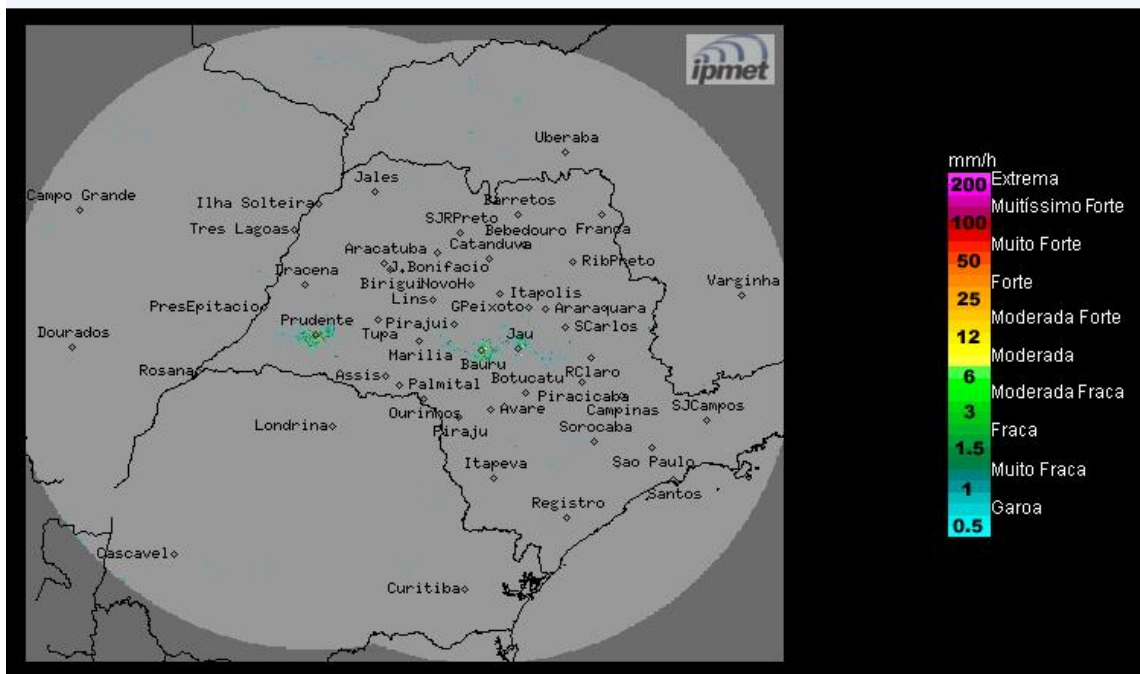 ipmet
Uberaba
Jales
Campo Grande
Ilha Solteira
Barretos
SJRPreto
Tres Lagoas
Bebedouro
Franca
Aracatuba
Catanduva
Dracena
J.Bonifacio
RibPreto
Birigui
NovoH
Varginha
Itapolis
PresEpitacio
Lins
GPeixoto
Araraquara
Prudente
Pirajui
SCarlos
Dourados
Tupa
Jau
Marilia
Bauru
Rosana
Assis
Botucatu
RClaro
Palmital
Piracicaba
Ourinhos
Avare
Campinas
SJCampos
Londrina
Piraju
Sorocaba
Itapeva
Sao Paulo
Registro
Santos
Cascavel
Curitiba
mm/h
200 Extrema
Muitíssimo Forte
100
Muito Forte
50
Forte
25
Moderada Forte
12
Moderada
6
Moderada Fraca
3
Fraca
1.5
Muito Fraca
1
Garoa
0.5